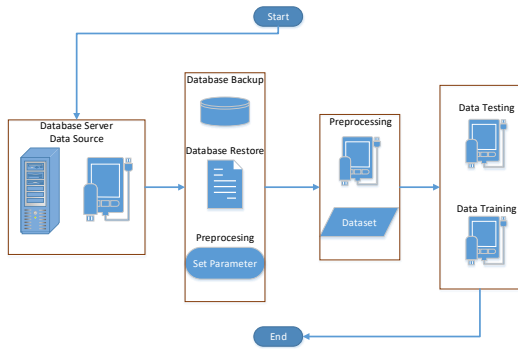 Start
Database Server
Data Source
Database Backup
Database Restore
Preprocesing
Set Parameter
Preprocessing
Dataset
Data Testing
Data Training
End